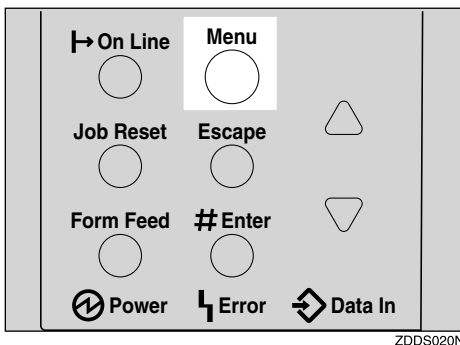 On Line Menu
Job Reset Escape
Form Feed # Enter
Power Error Data In
ZDDS020N